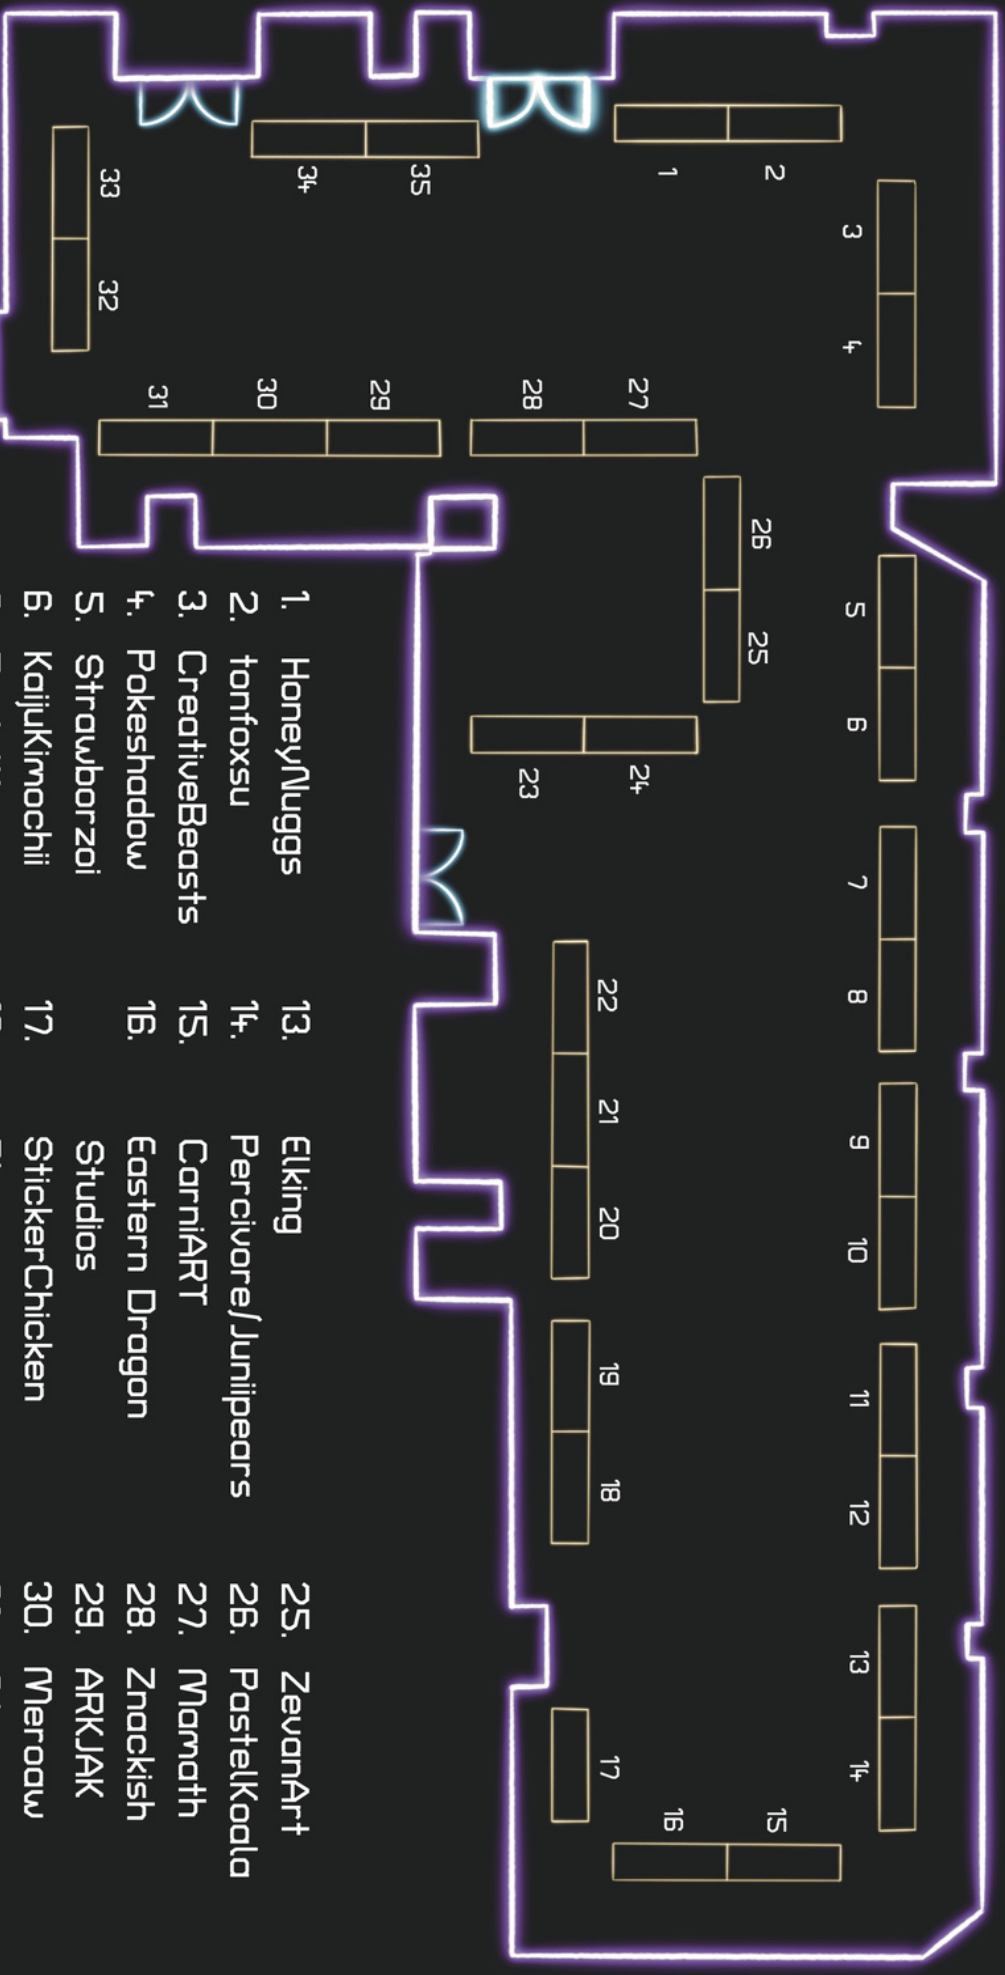 1
2
3
4
5
6
7
8
9
10
11
12
13
14
15
16
17
18
19
20
21
22
23
24
25
26
27
28
29
30
31
32
33
34
35
1. HoneyNuggs
2. tonfoxsu
3. CreativeBeasts
4. Pokeshadow
5. Strawborzoi
6. KaijuKimochii
13. Elking
14. Percivore/Juniipears
15. CarniART
16. Eastern Dragon
Studios
17. StickerChicken
25. ZevanArt
26. PastelKoala
27. Mamath
28. Znackish
29. ARKJAK
30. Meroaw